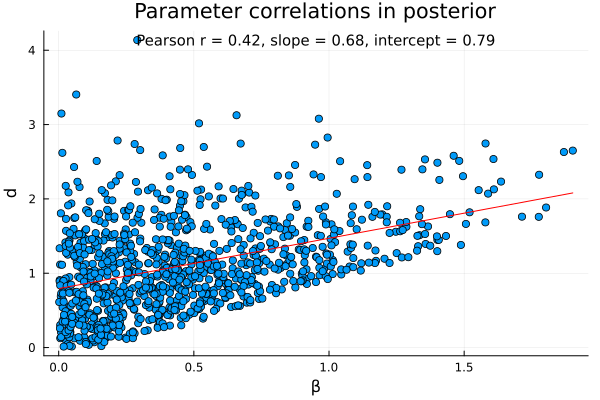 Parameter correlations in posterior
Pearson r = 0.42, slope = 0.68, intercept = 0.79
4
3
2
1
0
d
0.0 0.5 1.0 1.5
β